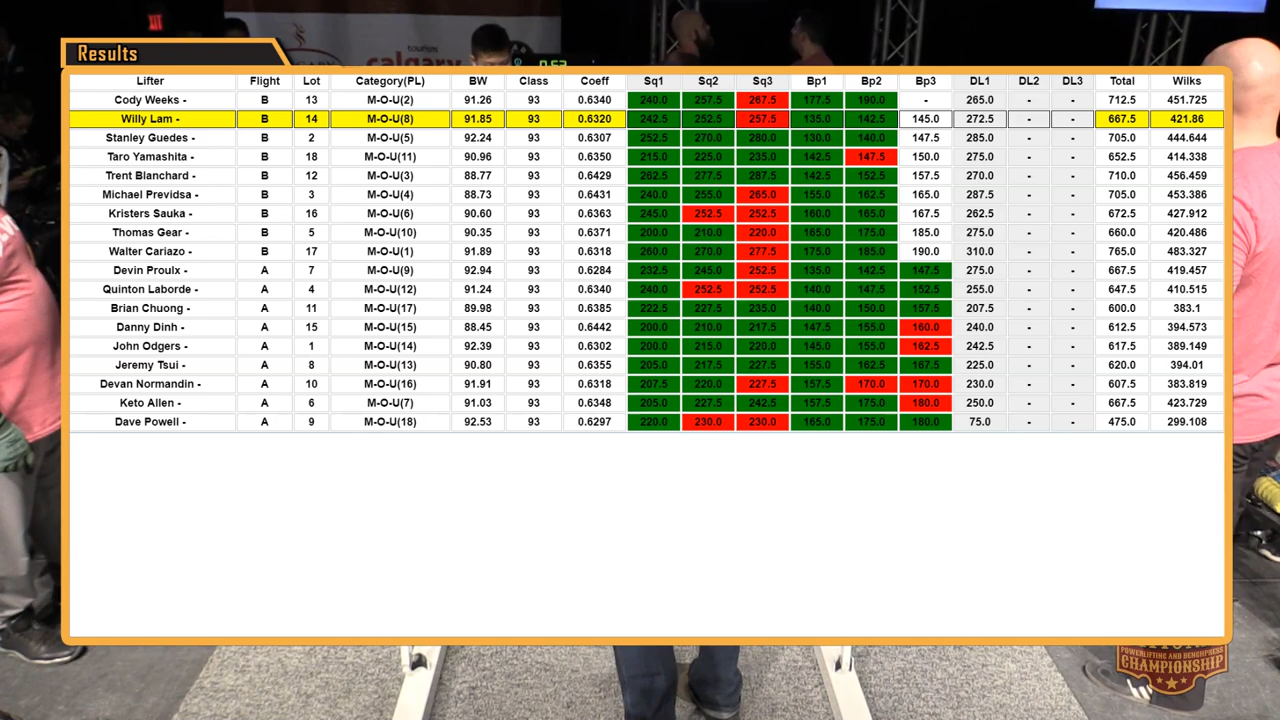 tourism
calgary
0.53
Results
Lifter Flight Lot Category(PL) BW Class Coeff Sq1 Sq2 Sq3 Bp1 Bp2 Bp3 DL1 DL2 DL3 Total Wilks
Cody Weeks - B 13 M-O-U(2) 91.26 93 0.6340 240.0 257.5 267.5 177.5 190.0 - 265.0 - - 712.5 451.725
Willy Lam - B 14 M-O-U(8) 91.85 93 0.6320 242.5 252.5 257.5 135.0 142.5 145.0 272.5 - - 667.5 421.86
Stanley Guedes - B 2 M-O-U(5) 92.24 93 0.6307 252.5 270.0 280.0 130.0 140.0 147.5 285.0 - - 705.0 444.644
Taro Yamashita - B 18 M-O-U(11) 90.96 93 0.6350 215.0 225.0 235.0 142.5 147.5 150.0 275.0 - - 652.5 414.338
Trent Blanchard - B 12 M-O-U(3) 88.77 93 0.6429 262.5 277.5 287.5 142.5 152.5 157.5 270.0 - - 710.0 456.459
Michael Previdsa - B 3 M-O-U(4) 88.73 93 0.6431 240.0 255.0 265.0 155.0 162.5 165.0 287.5 - - 705.0 453.386
Kristers Sauka - B 16 M-O-U(6) 90.60 93 0.6363 245.0 252.5 252.5 160.0 165.0 167.5 262.5 - - 672.5 427.912
Thomas Gear - B 5 M-O-U(10) 90.35 93 0.6371 200.0 210.0 220.0 165.0 175.0 185.0 275.0 - - 660.0 420.486
Walter Cariazo - B 17 M-O-U(1) 91.89 93 0.6318 260.0 270.0 277.5 175.0 185.0 190.0 310.0 - - 765.0 483.327
Devin Proulx - A 7 M-O-U(9) 92.94 93 0.6284 232.5 245.0 252.5 135.0 142.5 147.5 275.0 - - 667.5 419.457
Quinton Laborde - A 4 M-O-U(12) 91.24 93 0.6340 240.0 252.5 252.5 140.0 147.5 152.5 255.0 - - 647.5 410.515
Brian Chuong - A 11 M-O-U(17) 89.98 93 0.6385 222.5 227.5 235.0 140.0 150.0 157.5 207.5 - - 600.0 383.1
Danny Dinh - A 15 M-O-U(15) 88.45 93 0.6442 200.0 210.0 217.5 147.5 155.0 160.0 240.0 - - 612.5 394.573
John Odgers - A 1 M-O-U(14) 92.39 93 0.6302 200.0 215.0 220.0 145.0 155.0 162.5 242.5 - - 617.5 389.149
Jeremy Tsui - A 8 M-O-U(13) 90.80 93 0.6355 205.0 217.5 227.5 155.0 162.5 167.5 225.0 - - 620.0 394.01
Devan Normandin - A 10 M-O-U(16) 91.91 93 0.6318 207.5 220.0 227.5 157.5 170.0 170.0 230.0 - - 607.5 383.819
Keto Allen - A 6 M-O-U(7) 91.03 93 0.6348 205.0 227.5 242.5 157.5 175.0 180.0 250.0 - - 667.5 423.729
Dave Powell - A 9 M-O-U(18) 92.53 93 0.6297 220.0 230.0 230.0 165.0 175.0 180.0 75.0 - - 475.0 299.108
POWERLIFTING AND BENCHPRESS
CHAMPIONSHIP